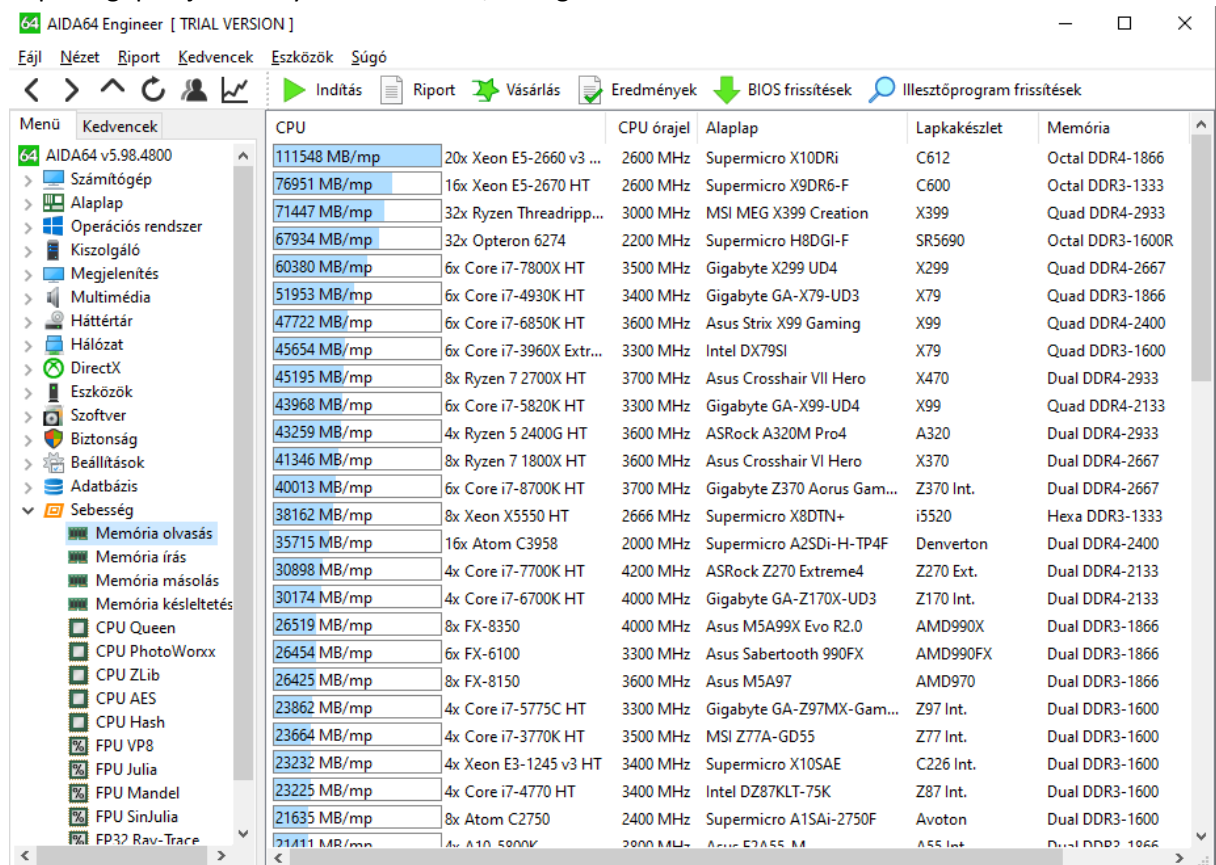 AIDA64 Engineer [ TRIAL VERSION ]
Fájl Nézet Riport Kedvencek Eszközök Súgó
Indítás Riport Vásárlás Eredmények BIOS frissítések Illesztőprogram frissítések
Menü Kedvencek
AIDA64 v5.98.4800
Számítógép
Alaplap
Operációs rendszer
Kiszolgáló
Megjelenítés
Multimédia
Háttértár
Hálózat
DirectX
Eszközök
Szoftver
Biztonság
Beállítások
Adatbázis
Sebesség
Memória olvasás
Memória írás
Memória másolás
Memória késleltetés
CPU Queen
CPU PhotoWorxx
CPU ZLib
CPU AES
CPU Hash
FPU VP8
FPU Julia
FPU Mandel
FPU SinJulia
FP32 Ray-Trace
CPU CPU órajel Alaplap Lapkakészlet Memória
111548 MB/mp 20x Xeon E5-2660 v3 ... 2600 MHz Supermicro X10DRi C612 Octal DDR4-1866
76951 MB/mp 16x Xeon E5-2670 HT 2600 MHz Supermicro X9DR6-F C600 Octal DDR3-1333
71447 MB/mp 32x Ryzen Threadripp... 3000 MHz MSI MEG X399 Creation X399 Quad DDR4-2933
67934 MB/mp 32x Opteron 6274 2200 MHz Supermicro H8DGI-F SR5690 Octal DDR3-1600R
60380 MB/mp 6x Core i7-7800X HT 3500 MHz Gigabyte X299 UD4 X299 Quad DDR4-2667
51953 MB/mp 6x Core i7-4930K HT 3400 MHz Gigabyte GA-X79-UD3 X79 Quad DDR3-1866
47722 MB/mp 6x Core i7-6850K HT 3600 MHz Asus Strix X99 Gaming X99 Quad DDR4-2400
45654 MB/mp 6x Core i7-3960X Extr... 3300 MHz Intel DX79SI X79 Quad DDR3-1600
45195 MB/mp 8x Ryzen 7 2700X HT 3700 MHz Asus Crosshair VII Hero X470 Dual DDR4-2933
43968 MB/mp 6x Core i7-5820K HT 3300 MHz Gigabyte GA-X99-UD4 X99 Quad DDR4-2133
43259 MB/mp 4x Ryzen 5 2400G HT 3600 MHz ASRock A320M Pro4 A320 Dual DDR4-2933
41346 MB/mp 8x Ryzen 7 1800X HT 3600 MHz Asus Crosshair VI Hero X370 Dual DDR4-2667
40013 MB/mp 6x Core i7-8700K HT 3700 MHz Gigabyte Z370 Aorus Gam... Z370 Int. Dual DDR4-2667
38162 MB/mp 8x Xeon X5550 HT 2666 MHz Supermicro X8DTN+ i5520 Hexa DDR3-1333
35715 MB/mp 16x Atom C3958 2000 MHz Supermicro A2SDi-H-TP4F Denverton Dual DDR4-2400
30898 MB/mp 4x Core i7-7700K HT 4200 MHz ASRock Z270 Extreme4 Z270 Ext. Dual DDR4-2133
30174 MB/mp 4x Core i7-6700K HT 4000 MHz Gigabyte GA-Z170X-UD3 Z170 Int. Dual DDR4-2133
26519 MB/mp 8x FX-8350 4000 MHz Asus M5A99X Evo R2.0 AMD990X Dual DDR3-1866
26454 MB/mp 6x FX-6100 3300 MHz Asus Sabertooth 990FX AMD990FX Dual DDR3-1866
26425 MB/mp 8x FX-8150 3600 MHz Asus M5A97 AMD970 Dual DDR3-1866
23862 MB/mp 4x Core i7-5775C HT 3300 MHz Gigabyte GA-Z97MX-Gam... Z97 Int. Dual DDR3-1600
23664 MB/mp 4x Core i7-3770K HT 3500 MHz MSI Z77A-GD55 Z77 Int. Dual DDR3-1600
23232 MB/mp 4x Xeon E3-1245 v3 HT 3400 MHz Supermicro X10SAE C226 Int. Dual DDR3-1600
23225 MB/mp 4x Core i7-4770 HT 3400 MHz Intel DZ87KLT-75K Z87 Int. Dual DDR3-1600
21635 MB/mp 8x Atom C2750 2400 MHz Supermicro A1SAi-2750F Avoton Dual DDR3-1600
21411 MB/mp 4x A10-5800K 3800 MHz Asus F2A55-M A55 Int. Dual DDR3-1866